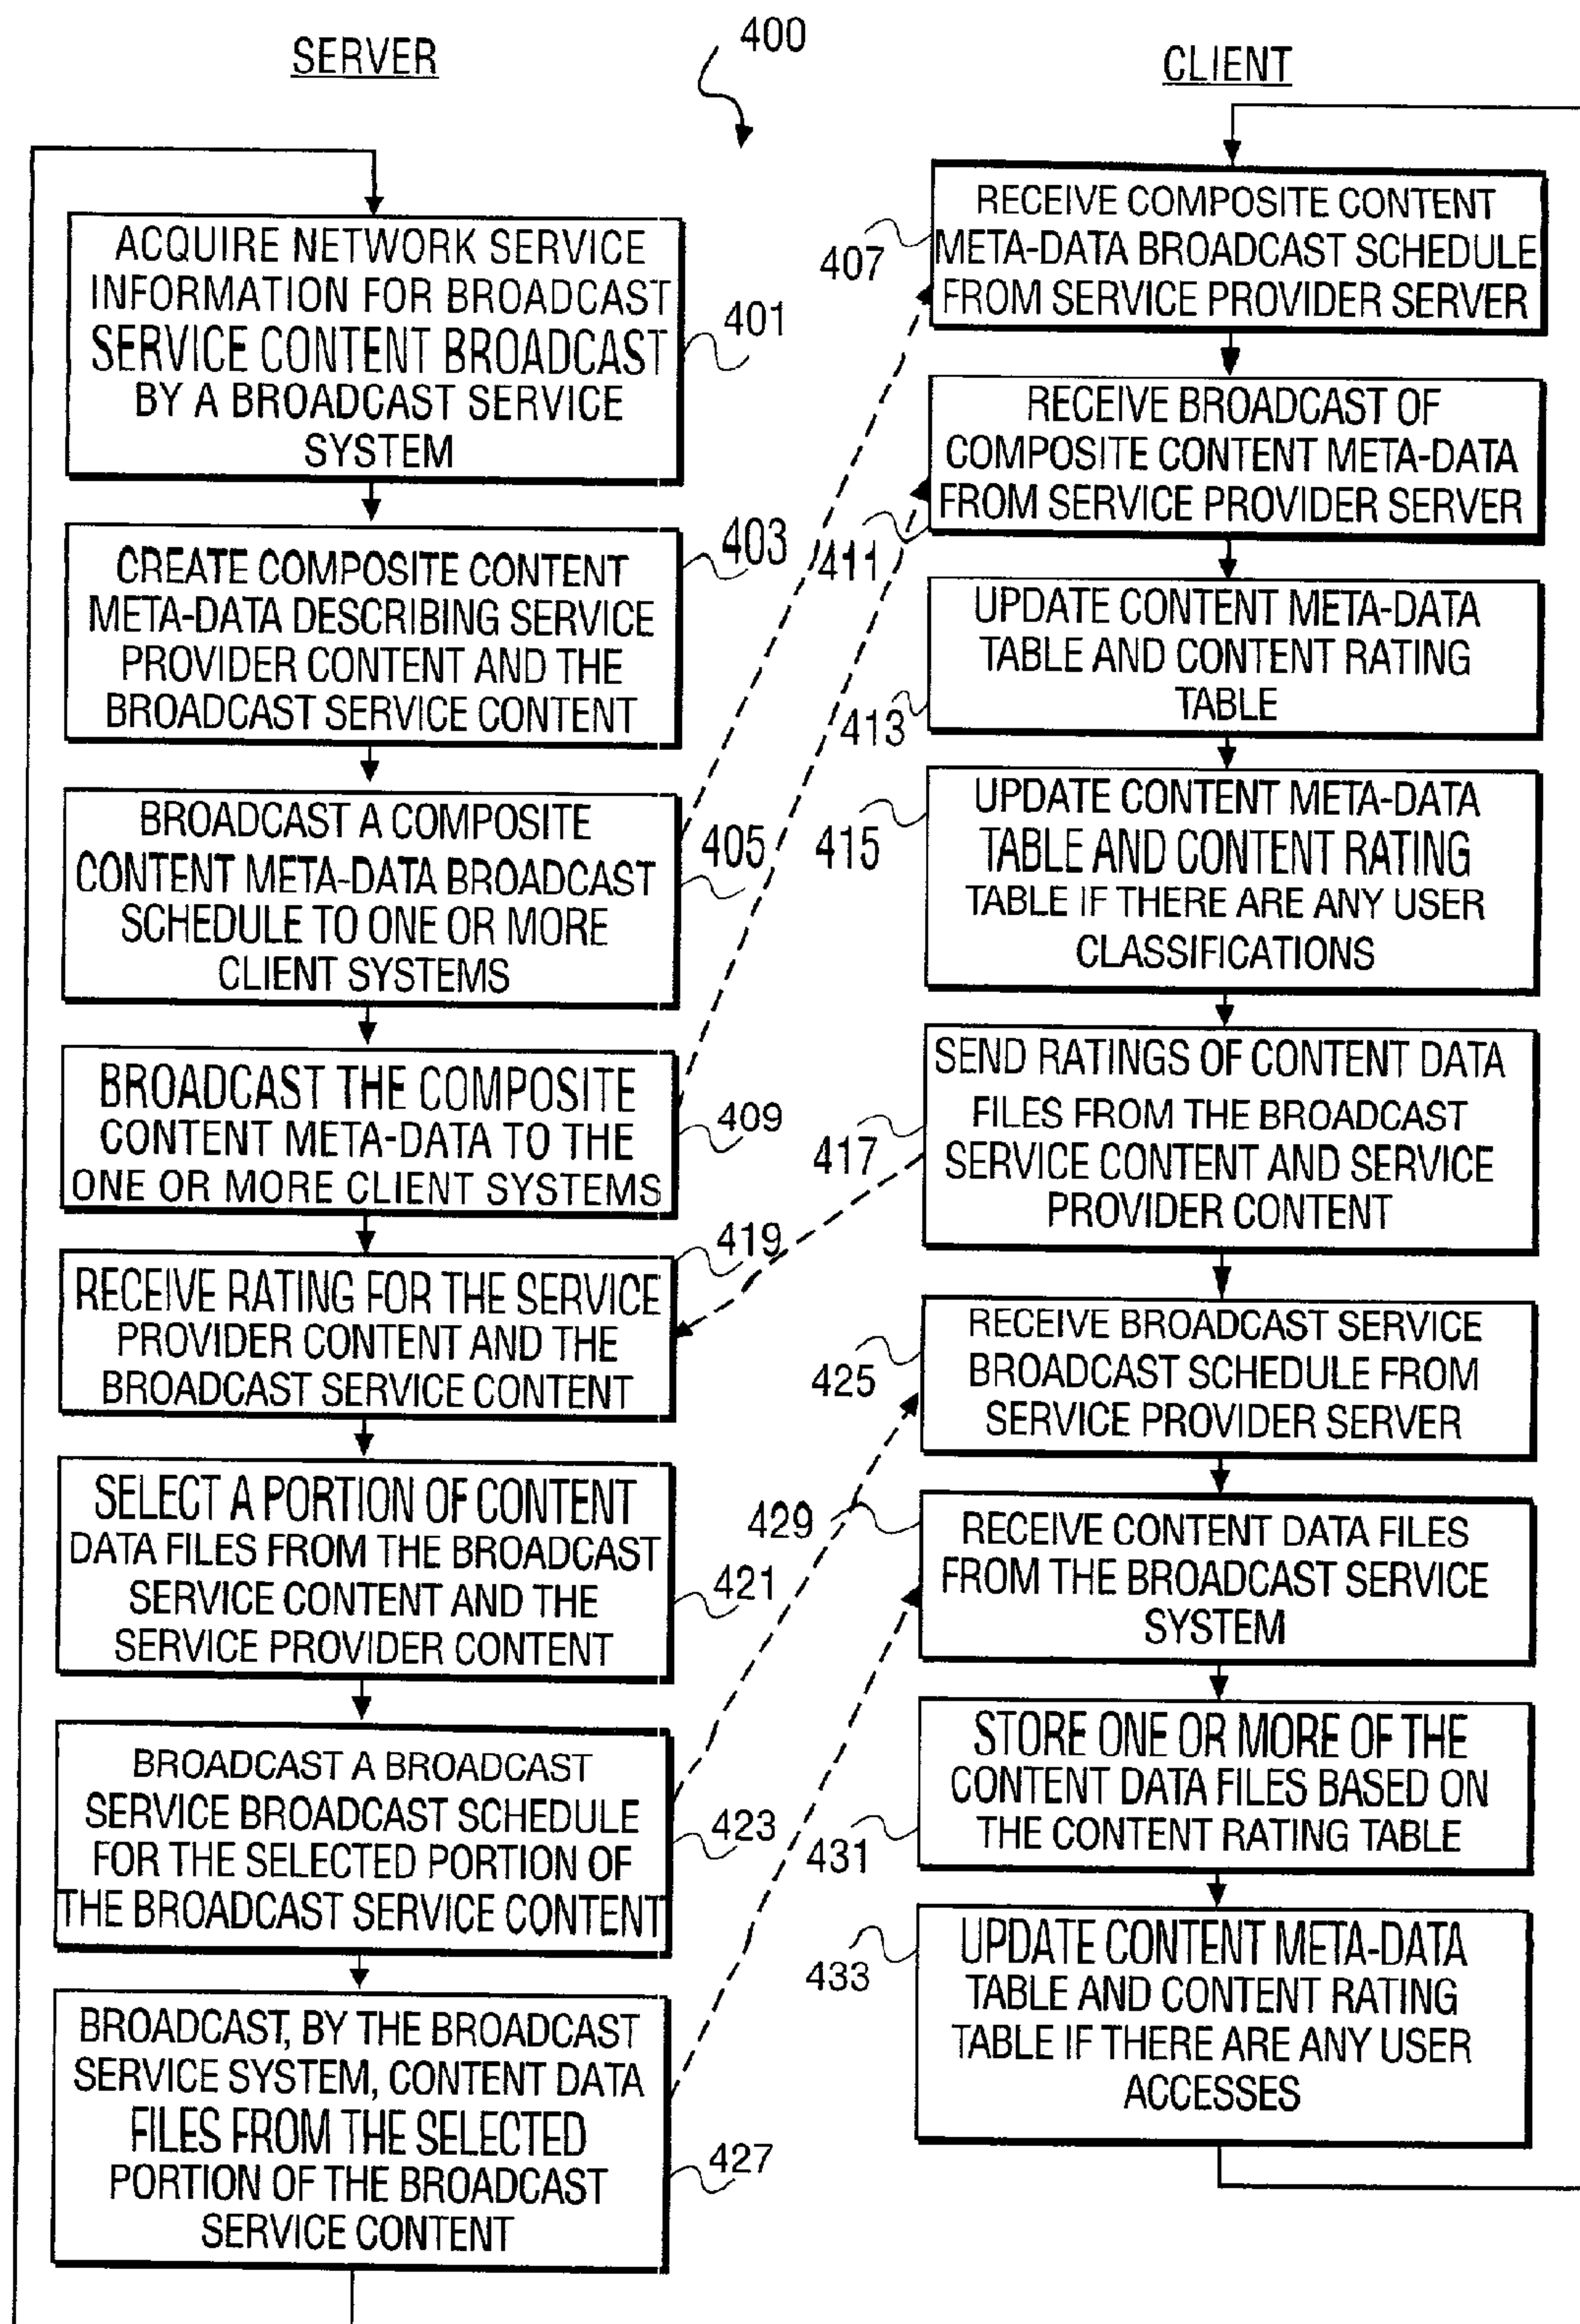 400
SERVER
ACQUIRE NETWORK SERVICE
INFORMATION FOR BROADCAST
SERVICE CONTENT BROADCAST
BY A BROADCAST SERVICE
SYSTEM
401
CREATE COMPOSITE CONTENT
META-DATA DESCRIBING SERVICE
PROVIDER CONTENT AND THE
BROADCAST SERVICE CONTENT
403
BROADCAST A COMPOSITE
CONTENT META-DATA BROADCAST
SCHEDULE TO ONE OR MORE
CLIENT SYSTEMS
405
BROADCAST THE COMPOSITE
CONTENT META-DATA TO THE
ONE OR MORE CLIENT SYSTEMS
409
RECEIVE RATING FOR THE SERVICE
PROVIDER CONTENT AND THE
BROADCAST SERVICE CONTENT
419
SELECT A PORTION OF CONTENT
DATA FILES FROM THE BROADCAST
SERVICE CONTENT AND THE
SERVICE PROVIDER CONTENT
421
BROADCAST A BROADCAST
SERVICE BROADCAST SCHEDULE
FOR THE SELECTED PORTION OF
THE BROADCAST SERVICE CONTENT
423
BROADCAST, BY THE BROADCAST
SERVICE SYSTEM, CONTENT DATA
FILES FROM THE SELECTED
PORTION OF THE BROADCAST
SERVICE CONTENT
427
CLIENT
RECEIVE COMPOSITE CONTENT
META-DATA BROADCAST SCHEDULE
FROM SERVICE PROVIDER SERVER
407
RECEIVE BROADCAST OF
COMPOSITE CONTENT META-DATA
FROM SERVICE PROVIDER SERVER
411
UPDATE CONTENT META-DATA
TABLE AND CONTENT RATING
TABLE
413
UPDATE CONTENT META-DATA
TABLE AND CONTENT RATING
TABLE IF THERE ARE ANY USER
CLASSIFICATIONS
415
SEND RATINGS OF CONTENT DATA
FILES FROM THE BROADCAST
SERVICE CONTENT AND SERVICE
PROVIDER CONTENT
417
RECEIVE BROADCAST SERVICE
BROADCAST SCHEDULE FROM
SERVICE PROVIDER SERVER
425
RECEIVE CONTENT DATA FILES
FROM THE BROADCAST SERVICE
SYSTEM
429
STORE ONE OR MORE OF THE
CONTENT DATA FILES BASED ON
THE CONTENT RATING TABLE
431
UPDATE CONTENT META-DATA
TABLE AND CONTENT RATING
TABLE IF THERE ARE ANY USER
ACCESSES
433